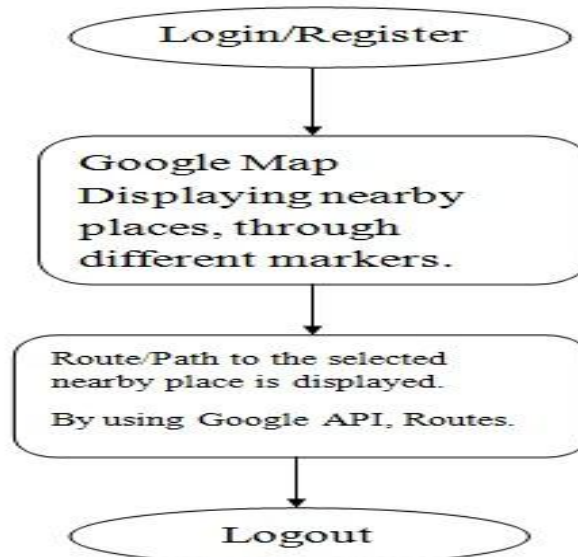 Login/Register
Google Map
Displaying nearby
places, through
different markers.
Route/Path to the selected
nearby place is displayed.
By using Google API, Routes.
Logout